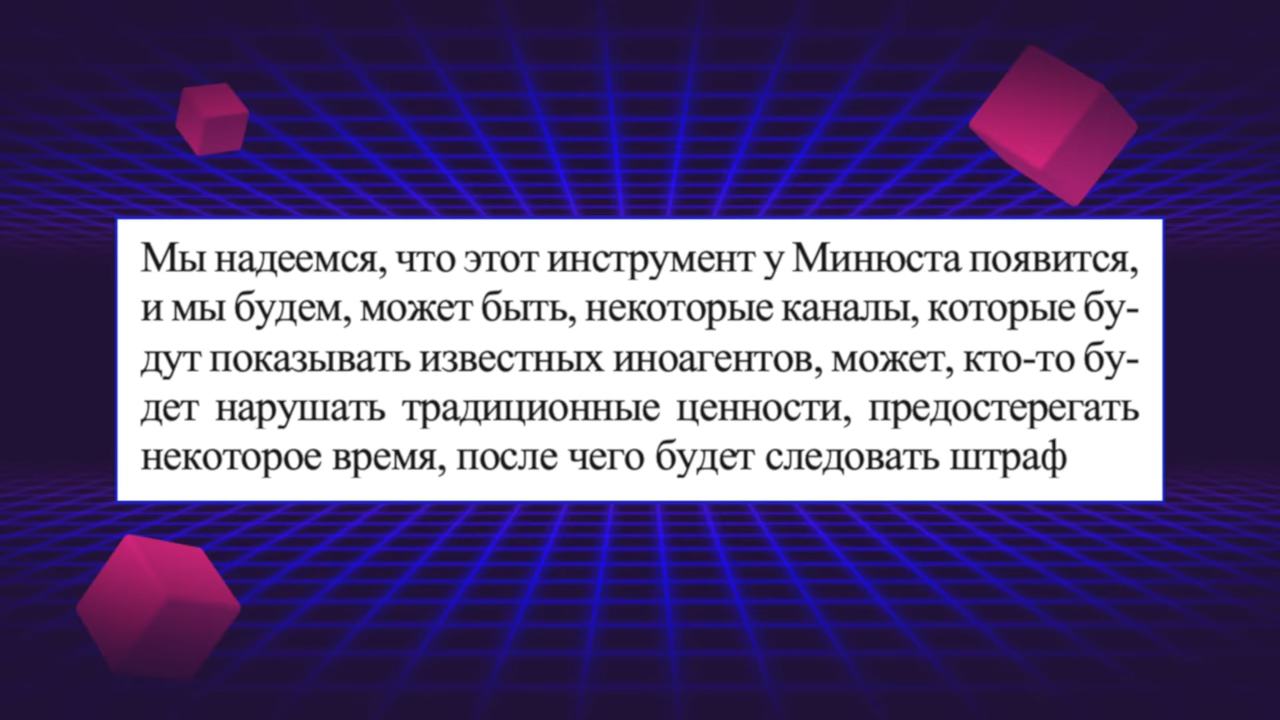 Мы надеемся, что этот инструмент у Минюста появится,
и мы будем, может быть, некоторые каналы, которые бу-
дут показывать известных иноагентов, может, кто-то бу-
дет нарушать традиционные ценности, предостерегать
некоторое время, после чего будет следовать штраф